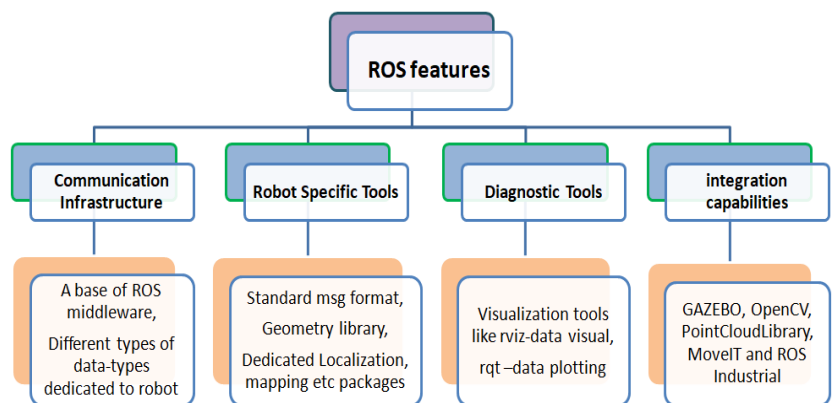 ROS features
Communication
Infrastructure
Robot Specific Tools
Diagnostic Tools
integration
capabilities
A base of ROS
middleware,
Different types of
data-types
dedicated to robot
Standard msg format,
Geometry library,
Dedicated Localization,
mapping etc packages
Visualization tools
like rviz-data visual,
rqt –data plotting
GAZEBO, OpenCV,
PointCloudLibrary,
MoveIT and ROS
Industrial